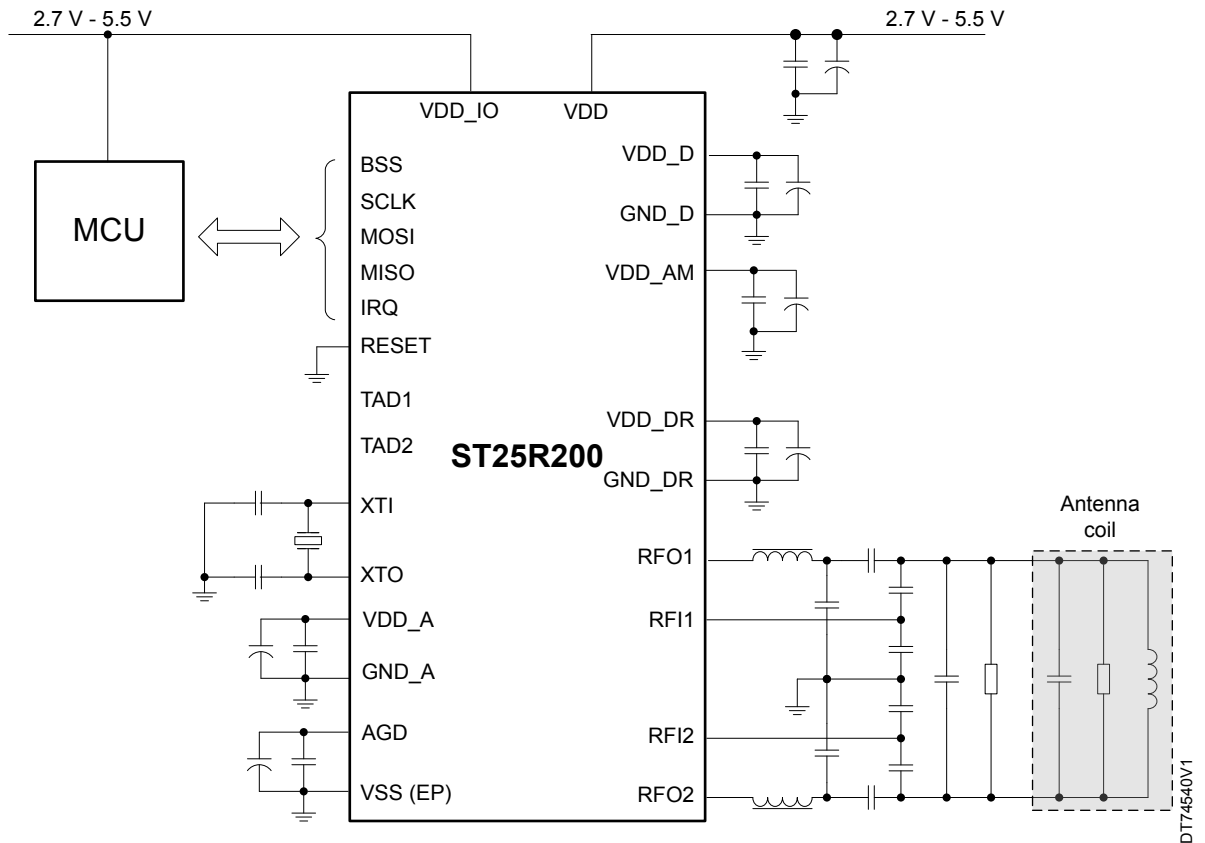 2.7 V - 5.5 V
2.7 V - 5.5 V
VDD_IO
VDD
MCU
BSS
SCLK
MOSI
MISO
IRQ
RESET
TAD1
TAD2
XTI
XTO
VDD_A
GND_A
AGD
VSS (EP)
ST25R200
VDD_D
GND_D
VDD_AM
VDD_DR
GND_DR
RFO1
RFI1
RFI2
RFO2
Antenna
coil
DT74540V1